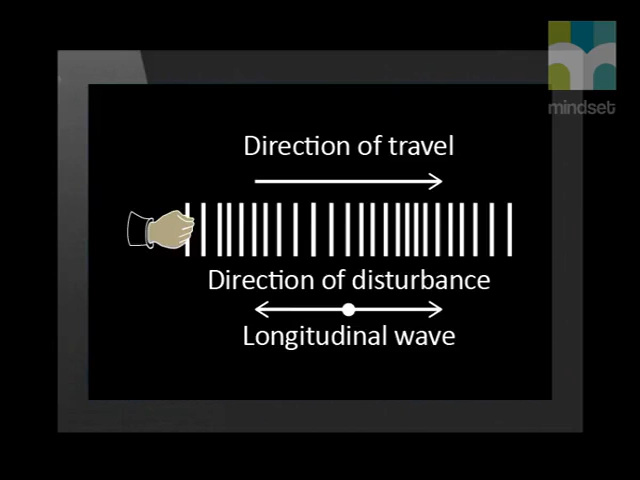 mindset
Direction of travel
Direction of disturbance
Longitudinal wave